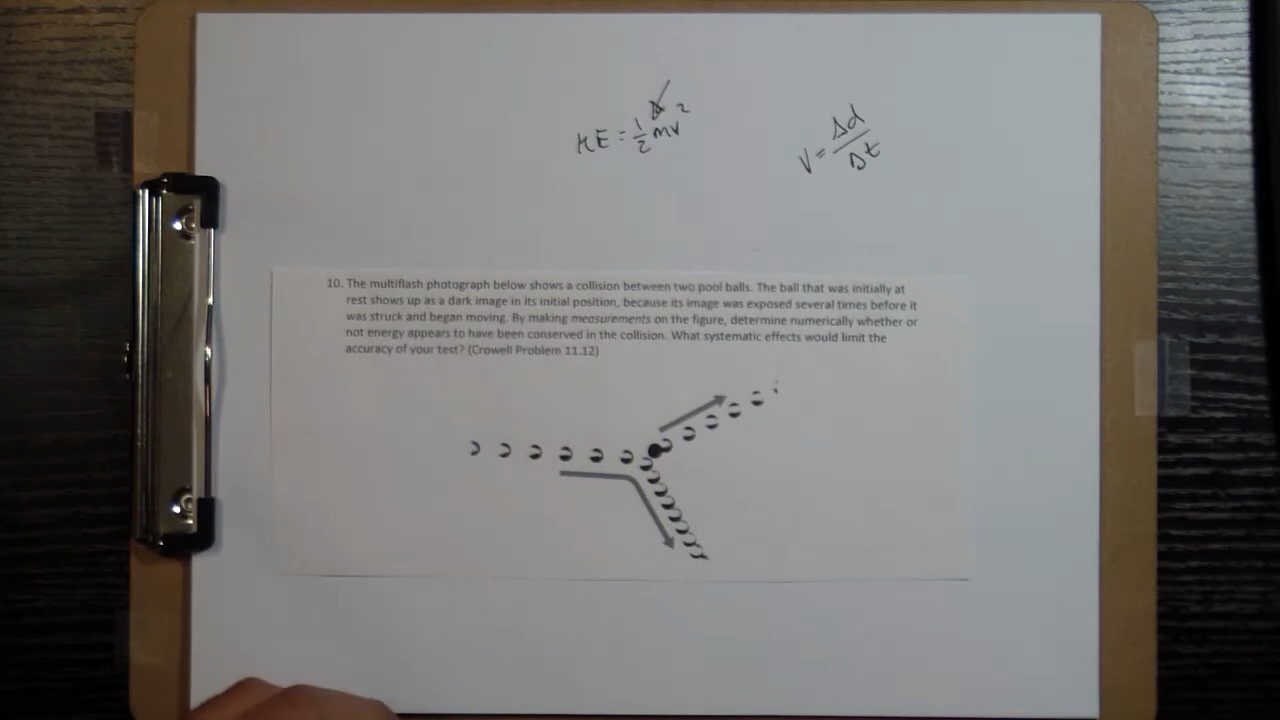 KE = 1/2 mv²
V = Δd/Δt
10. The multiflash photograph below shows a collision between two pool balls. The ball that was initially at
rest shows up as a dark image in its initial position, because its image was exposed several times before it
was struck and began moving. By making measurements on the figure, determine numerically whether or
not energy appears to have been conserved in the collision. What systematic effects would limit the
accuracy of your test? (Crowell Problem 11.12)